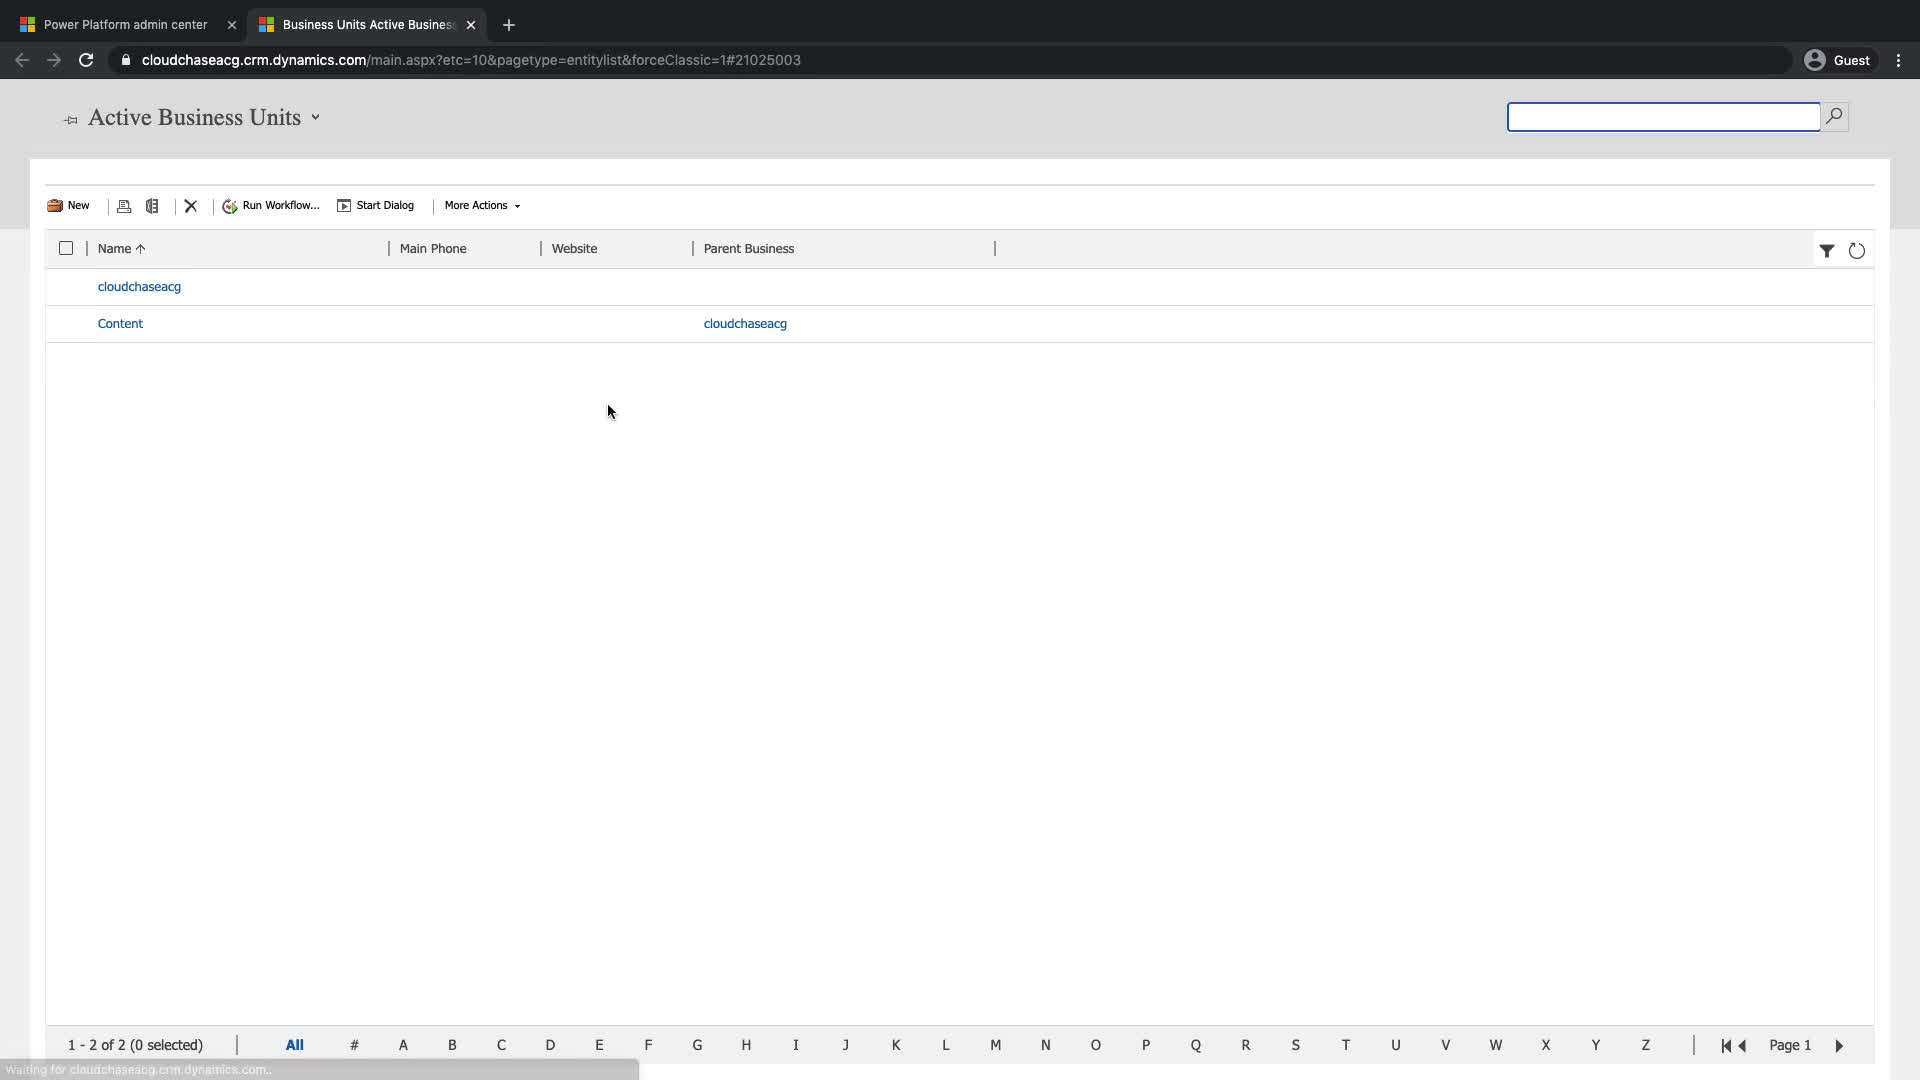 Power Platform admin center
Business Units Active Business
cloudchaseacg.crm.dynamics.com/main.aspx?etc=10&pagetype=entitylist&forceClassic=1#21025003
Guest
Active Business Units
New
Run Workflow...
Start Dialog
More Actions
Name Main Phone Website Parent Business
cloudchaseacg
Content cloudchaseacg
1 - 2 of 2 (0 selected) All # A B C D E F G H I J K L M N O P Q R S T U V W X Y Z Page 1
Waiting for cloudchaseacg.crm.dynamics.com...